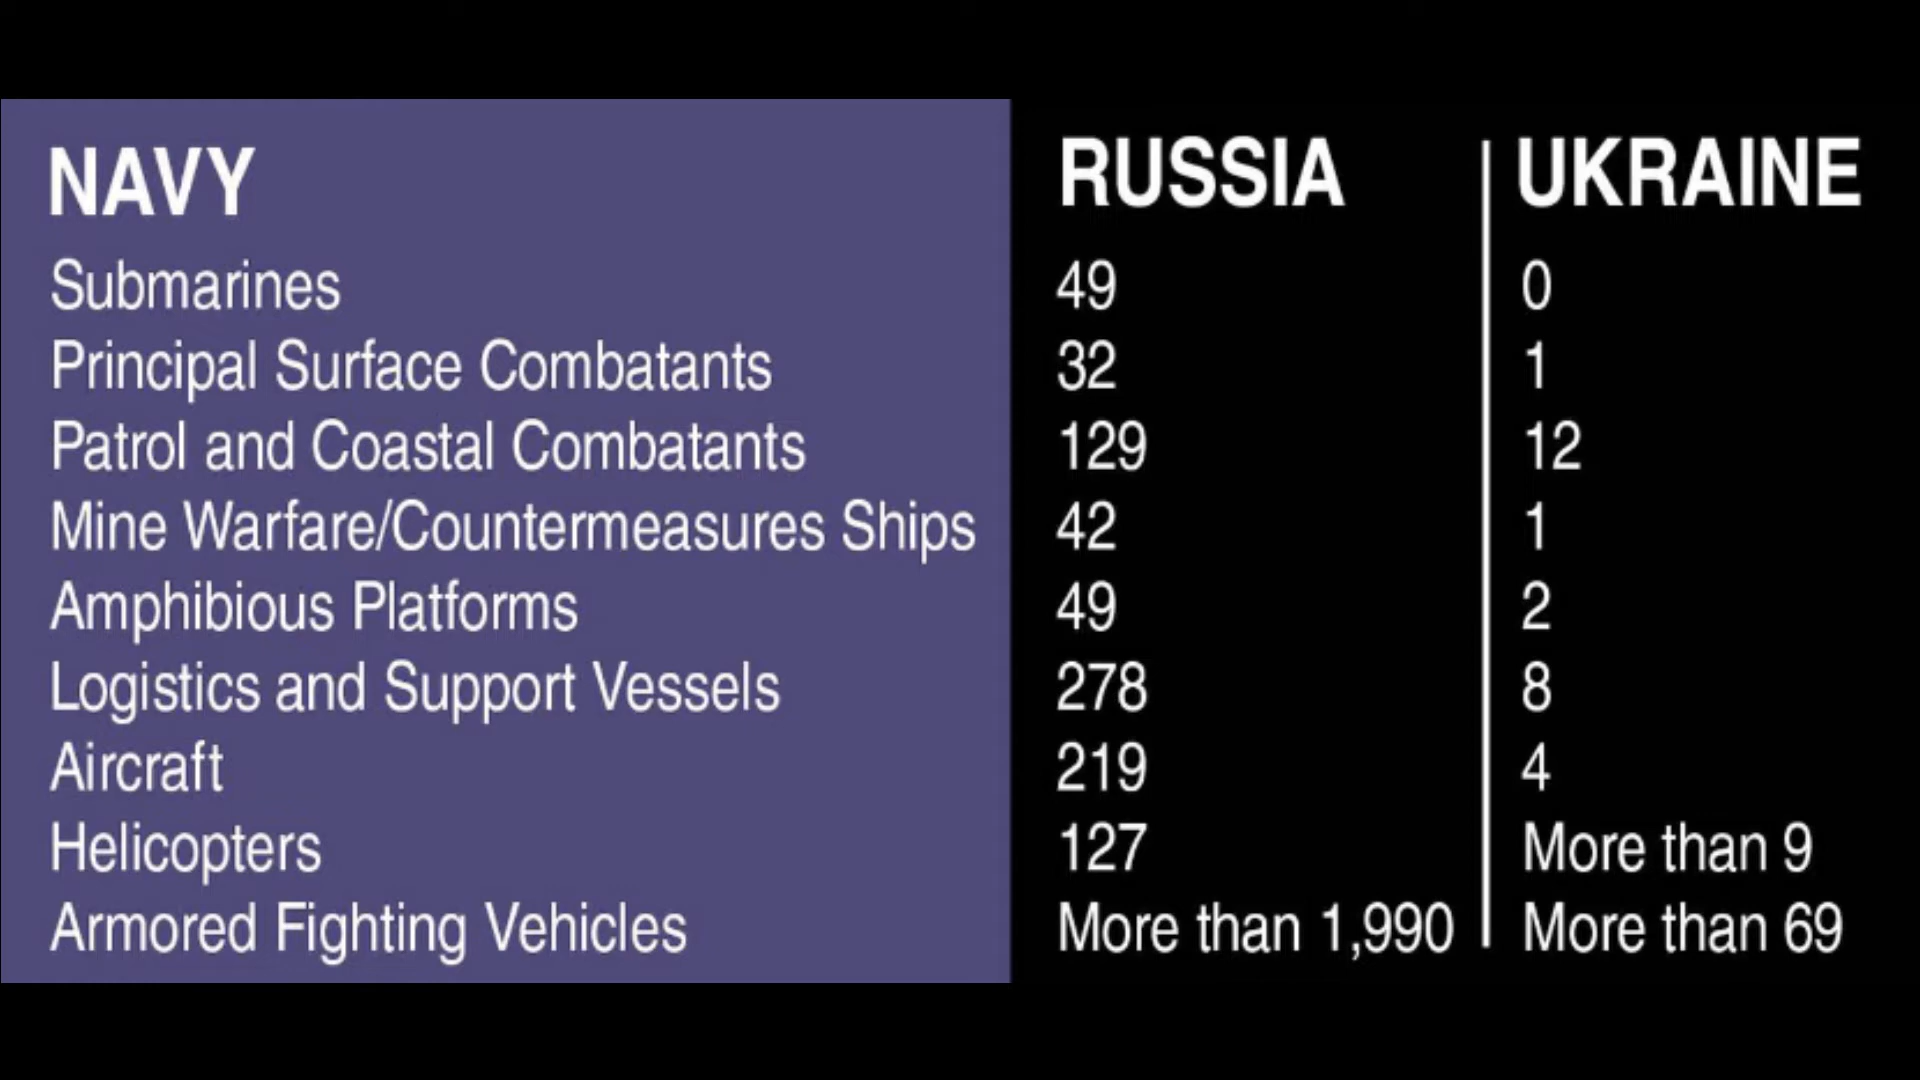 NAVY RUSSIA UKRAINE
Submarines 49 0
Principal Surface Combatants 32 1
Patrol and Coastal Combatants 129 12
Mine Warfare/Countermeasures Ships 42 1
Amphibious Platforms 49 2
Logistics and Support Vessels 278 8
Aircraft 219 4
Helicopters 127 More than 9
Armored Fighting Vehicles More than 1,990 More than 69